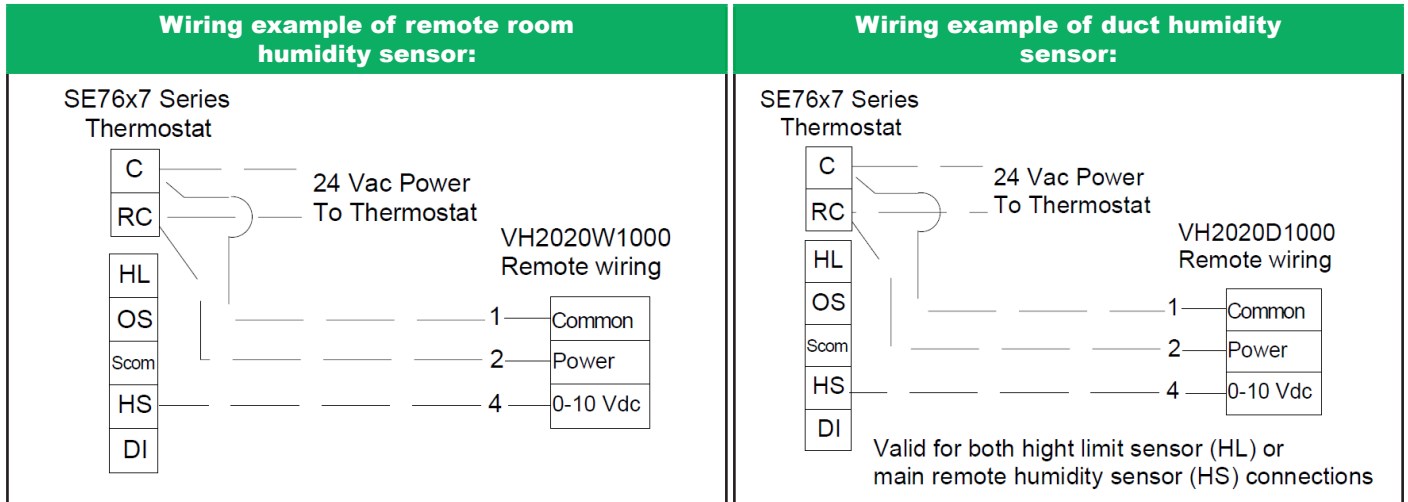 Wiring example of remote room
humidity sensor:
SE76x7 Series
Thermostat
C
24 Vac Power
RC
To Thermostat
VH2020W1000
HL
Remote wiring
OS
1
Common
Scom
2
Power
HS
4
0-10 Vdc
DI
Wiring example of duct humidity
sensor:
SE76x7 Series
Thermostat
C
24 Vac Power
RC
To Thermostat
VH2020D1000
HL
Remote wiring
OS
1
Common
Scom
2
Power
HS
4
0-10 Vdc
DI
Valid for both hight limit sensor (HL) or
main remote humidity sensor (HS) connections